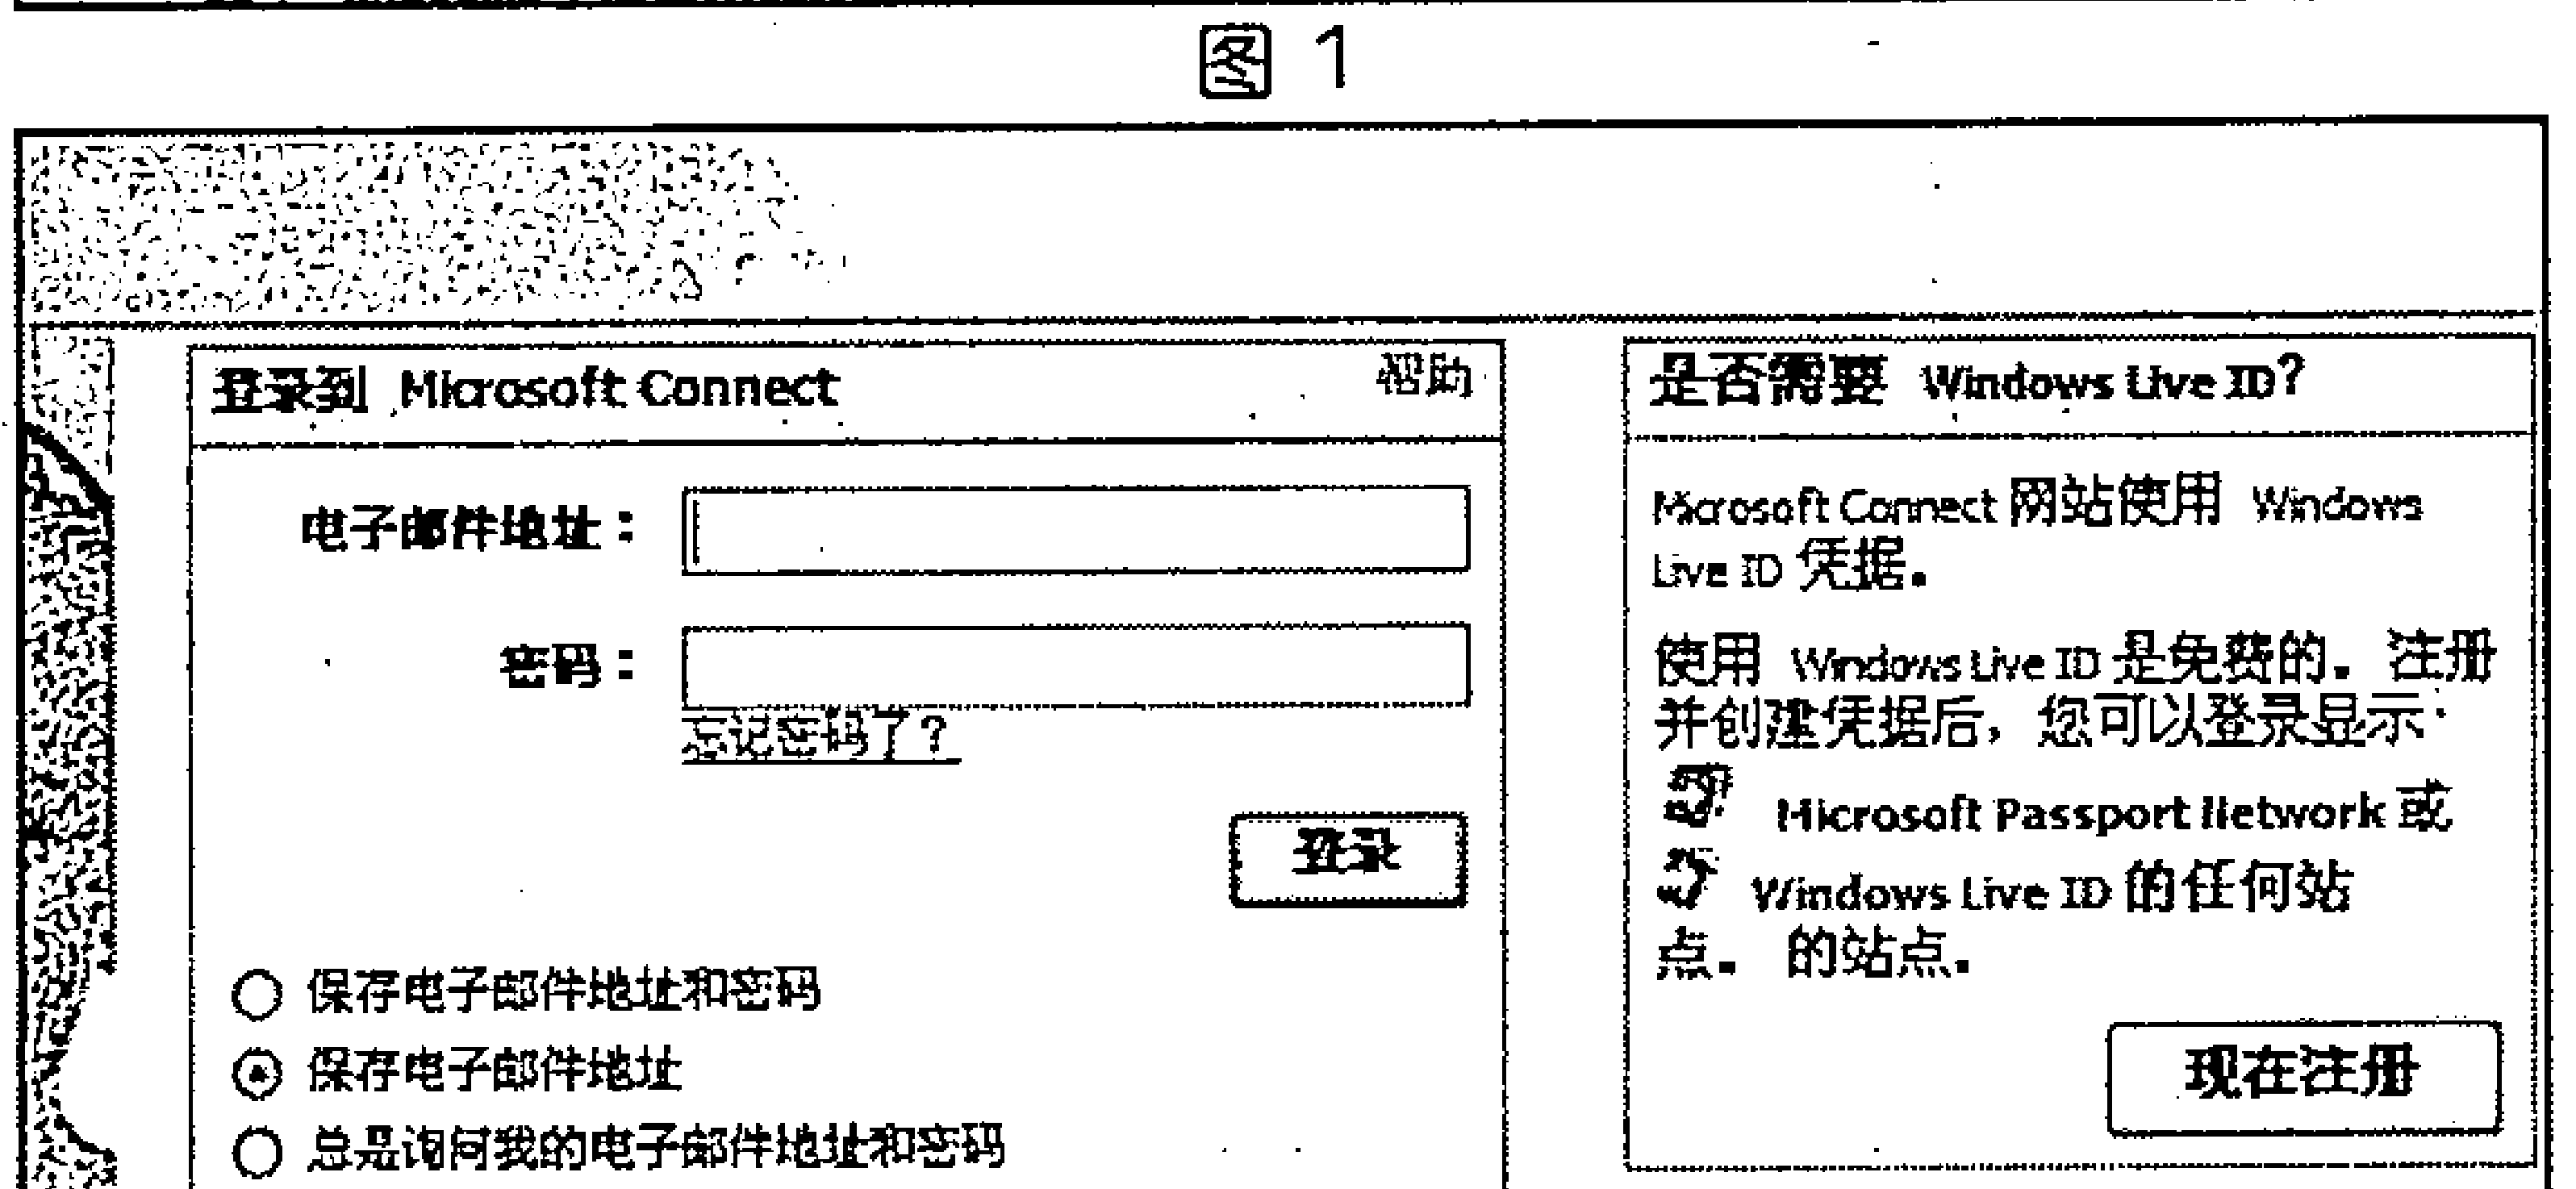 图 1
登录到 Microsoft Connect
帮助
电子邮件地址：
密码：
忘记密码了？
登录
保存电子邮件地址和密码
保存电子邮件地址
总是询问我的电子邮件地址和密码
是否需要 Windows Live ID?
Microsoft Connect 网站使用 Windows
Live ID 凭据。
使用 Windows Live ID 是免费的。注册
并创建凭据后，您可以登录显示
Microsoft Passport Network 或
Windows Live ID 的任何站
点。 的站点。
现在注册